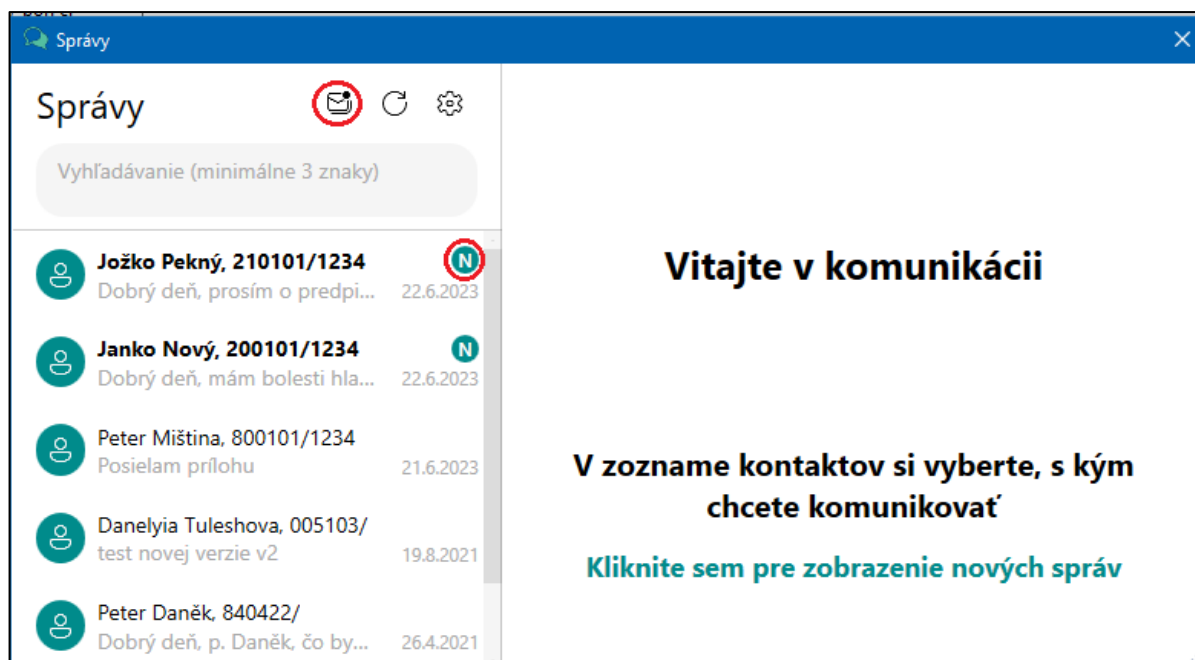 Správy
Správy
Vyhľadávanie (minimálne 3 znaky)
Jožko Pekný, 210101/1234
N
Dobrý deň, prosím o predpi...
22.6.2023
Janko Nový, 200101/1234
N
Dobrý deň, mám bolesti hla...
22.6.2023
Peter Miština, 800101/1234
Posielam prílohu
21.6.2023
Danelyia Tuleshova, 005103/
test novej verzie v2
19.8.2021
Peter Daněk, 840422/
Dobrý deň, p. Daněk, čo by...
26.4.2021
Vitajte v komunikácii
V zozname kontaktov si vyberte, s kým
chcete komunikovať
Kliknite sem pre zobrazenie nových správ